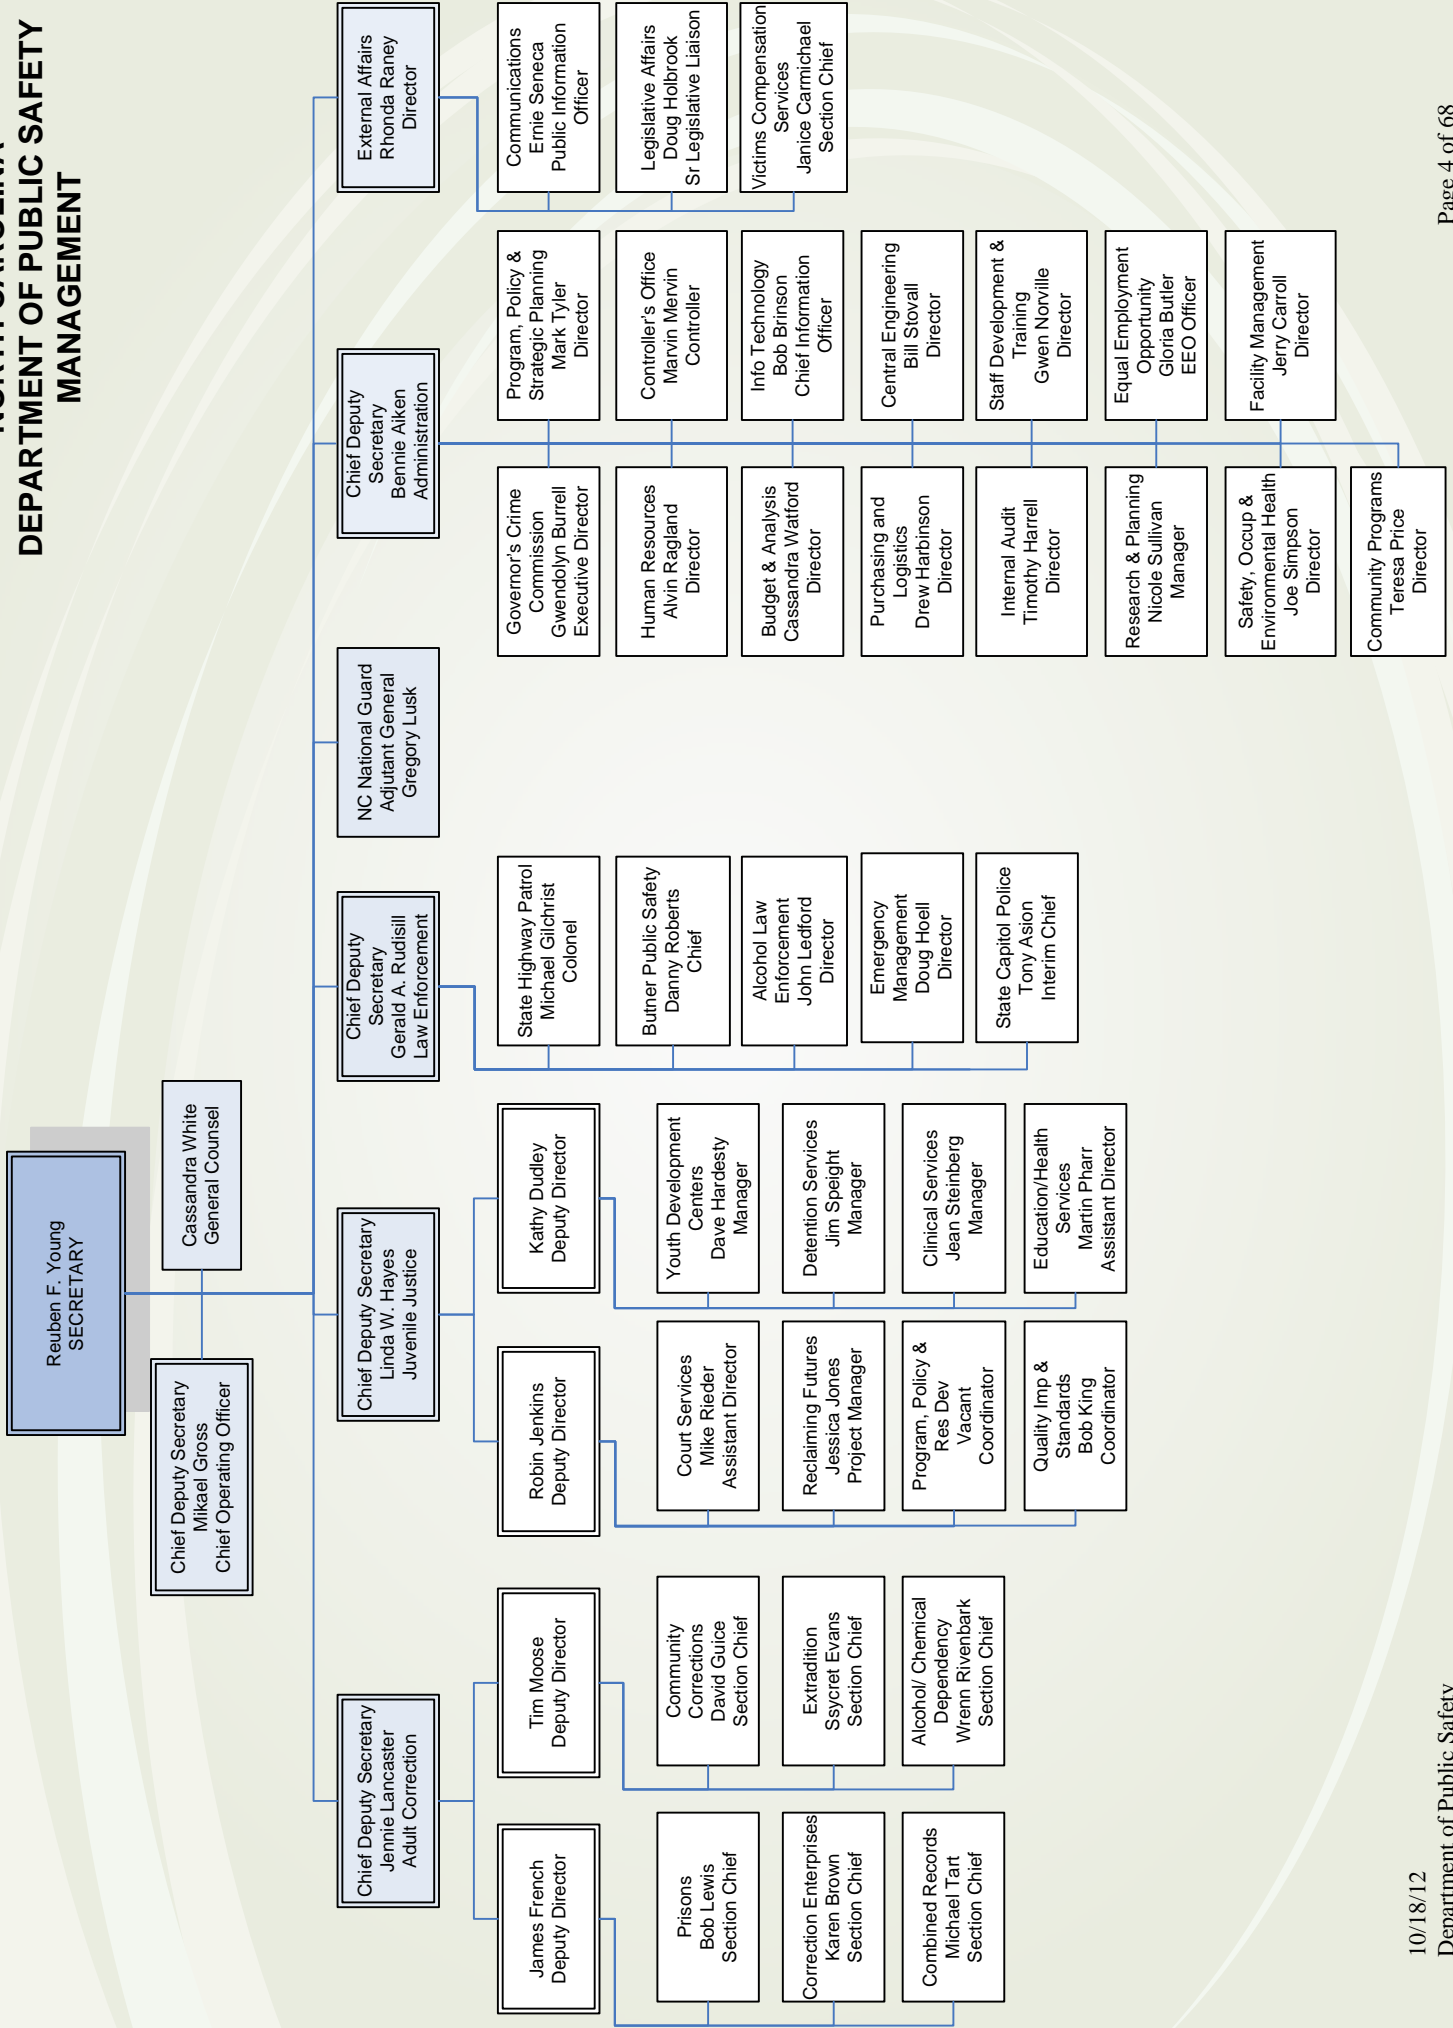 DEPARTMENT OF PUBLIC SAFETY
MANAGEMENT
Reuben F. Young
SECRETARY
Chief Deputy Secretary
Mikael Gross
Chief Operating Officer
Cassandra White
General Counsel
Chief Deputy Secretary
Jennie Lancaster
Adult Correction
Chief Deputy Secretary
Linda W. Hayes
Juvenile Justice
Chief Deputy
Secretary
Gerald A. Rudisill
Law Enforcement
NC National Guard
Adjutant General
Gregory Lusk
Chief Deputy
Secretary
Bennie Aiken
Administration
External Affairs
Rhonda Raney
Director
James French
Deputy Director
Prisons
Bob Lewis
Section Chief
Correction Enterprises
Karen Brown
Section Chief
Combined Records
Michael Tart
Section Chief
Tim Moose
Deputy Director
Community
Corrections
David Guice
Section Chief
Extradition
Ssycret Evans
Section Chief
Alcohol/ Chemical
Dependency
Wrenn Rivenbark
Section Chief
Robin Jenkins
Deputy Director
Court Services
Mike Rieder
Assistant Director
Reclaiming Futures
Jessica Jones
Project Manager
Program, Policy &
Res Dev
Vacant
Coordinator
Quality Imp &
Standards
Bob King
Coordinator
Kathy Dudley
Deputy Director
Youth Development
Centers
Dave Hardesty
Manager
Detention Services
Jim Speight
Manager
Clinical Services
Jean Steinberg
Manager
Education/Health
Services
Martin Pharr
Assistant Director
State Highway Patrol
Michael Gilchrist
Colonel
Butner Public Safety
Danny Roberts
Chief
Alcohol Law
Enforcement
John Ledford
Director
Emergency
Management
Doug Hoell
Director
State Capitol Police
Tony Asion
Interim Chief
Governor's Crime
Commission
Gwendolyn Burrell
Executive Director
Human Resources
Alvin Ragland
Director
Budget & Analysis
Cassandra Watford
Director
Purchasing and
Logistics
Drew Harbinson
Director
Internal Audit
Timothy Harrell
Director
Research & Planning
Nicole Sullivan
Manager
Safety, Occup &
Environmental Health
Joe Simpson
Director
Community Programs
Teresa Price
Director
Program, Policy &
Strategic Planning
Mark Tyler
Director
Controller's Office
Marvin Mervin
Controller
Info Technology
Bob Brinson
Chief Information
Officer
Central Engineering
Bill Stovall
Director
Staff Development &
Training
Gwen Norville
Director
Equal Employment
Opportunity
Gloria Butler
EEO Officer
Facility Management
Jerry Carroll
Director
Communications
Ernie Seneca
Public Information
Officer
Legislative Affairs
Doug Holbrook
Sr Legislative Liaison
Victims Compensation
Services
Janice Carmichael
Section Chief
10/18/12
Department of Public Safety
Page 4 of 68